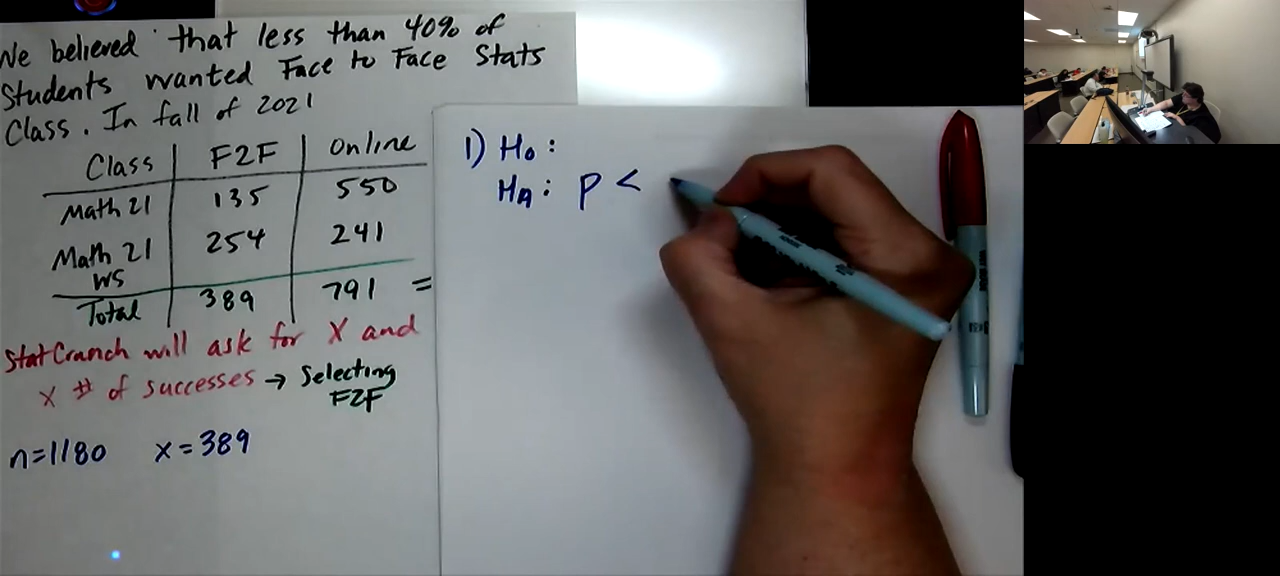 We believed that less than 40% of
Students wanted Face to Face Stats
Class. In fall of 2021
Class F2F Online
Math 21 135 550
Math 21 254 241
WS
Total 389 791 =
StatCrunch will ask for X and
X # of successes → Selecting
F2F
n=1180 x=389
1) Ho:
HA: p <